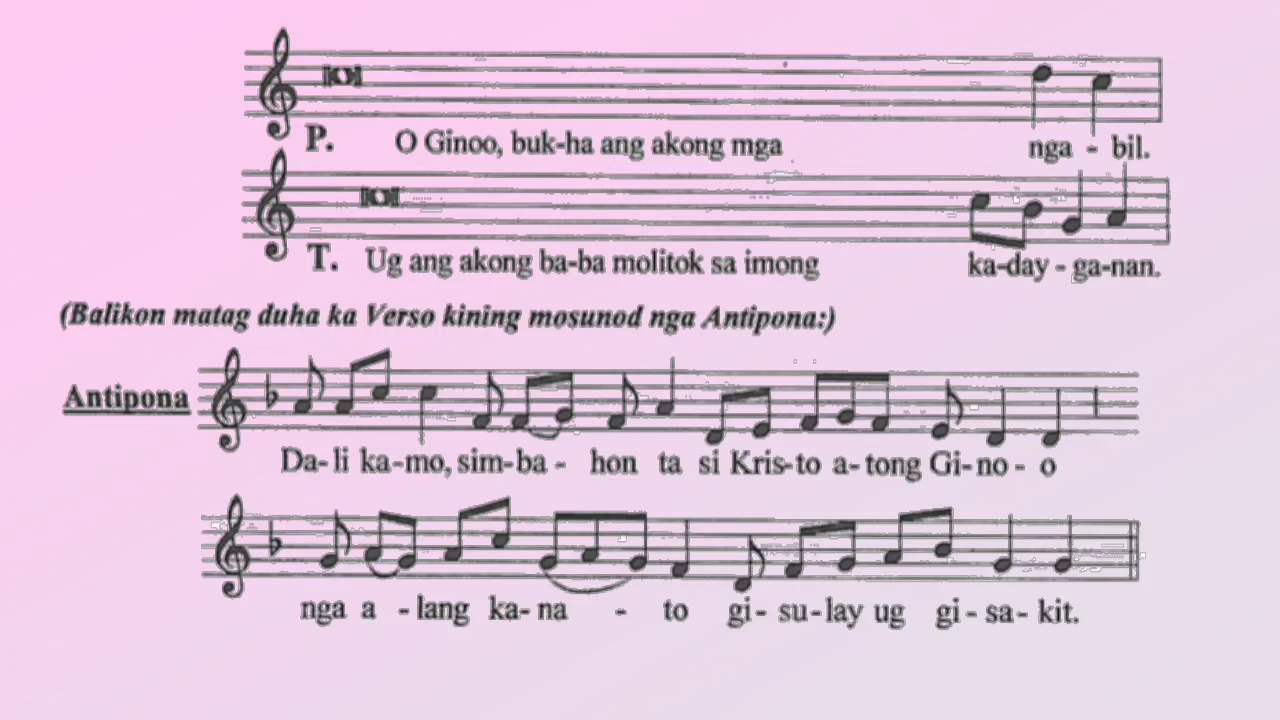 P. O Ginoo, buk-ha ang akong mga nga - bil.
T. Ug ang akong ba-ba molitok sa imong ka-day - ga-nan.
(Balikon matag duha ka Verso kining mosunod nga Antipona:)
Antipona
Da- li ka-mo, sim-ba - hon ta si Kris-to a- tong Gi- no - o
nga a - lang ka- na - to gi- su-lay ug gi - sa- kit.